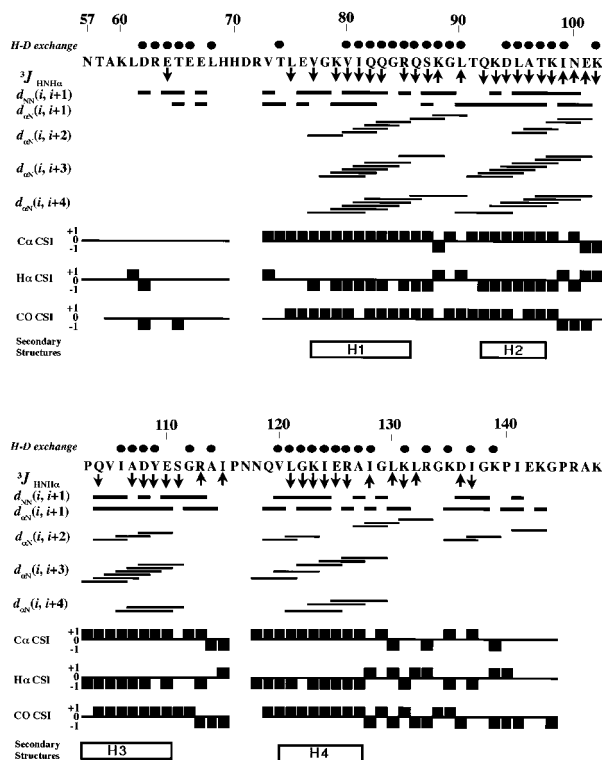 57 60 70 80 90 100
H-D exchange
NTAKLDRETEELHHDRVTLEVGKVIQQGRQSKGLTQKDLATKINEK
³J HNHα
dNN(i, i+1)
dαN(i, i+1)
dαN(i, i+2)
dαN(i, i+3)
dαN(i, i+4)
Cα CSI +1 0 -1
Hα CSI +1 0 -1
CO CSI +1 0 -1
Secondary Structures H1 H2
110 120 130 140
H-D exchange
PQVIADYESGRAIPNNQVLGKIERAIGLKLRGKDIGKPIEKGPRAK
³J HNHα
dNN(i, i+1)
dαN(i, i+1)
dαN(i, i+2)
dαN(i, i+3)
dαN(i, i+4)
Cα CSI +1 0 -1
Hα CSI +1 0 -1
CO CSI +1 0 -1
Secondary Structures H3 H4